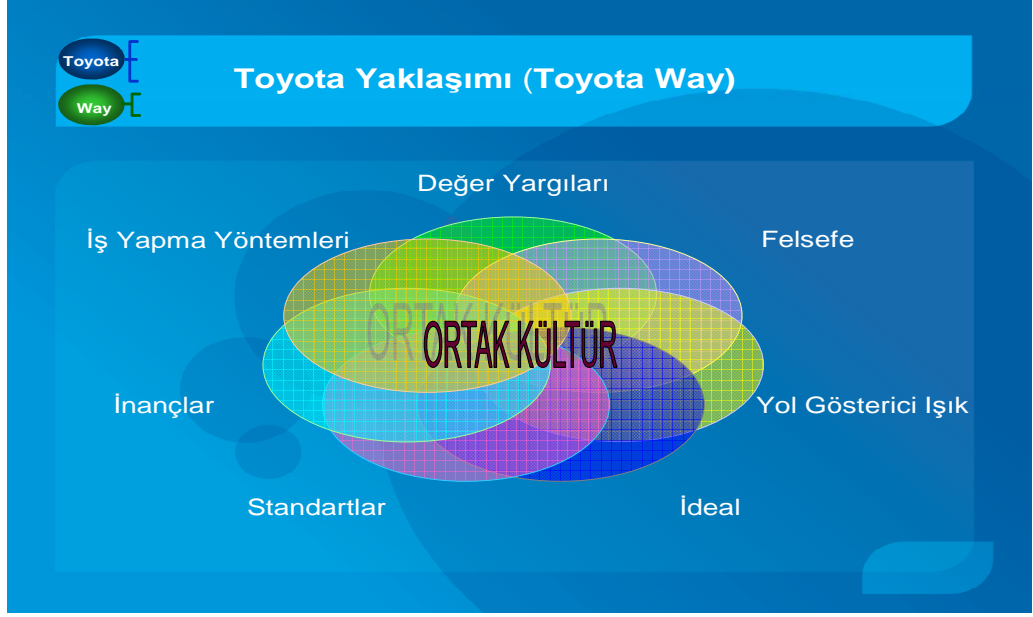 Toyota
Way
Toyota Yaklaşımı (Toyota Way)
Değer Yargıları
İş Yapma Yöntemleri
Felsefe
ORTAK KÜLTÜR
İnançlar
Yol Gösterici Işık
Standartlar
İdeal